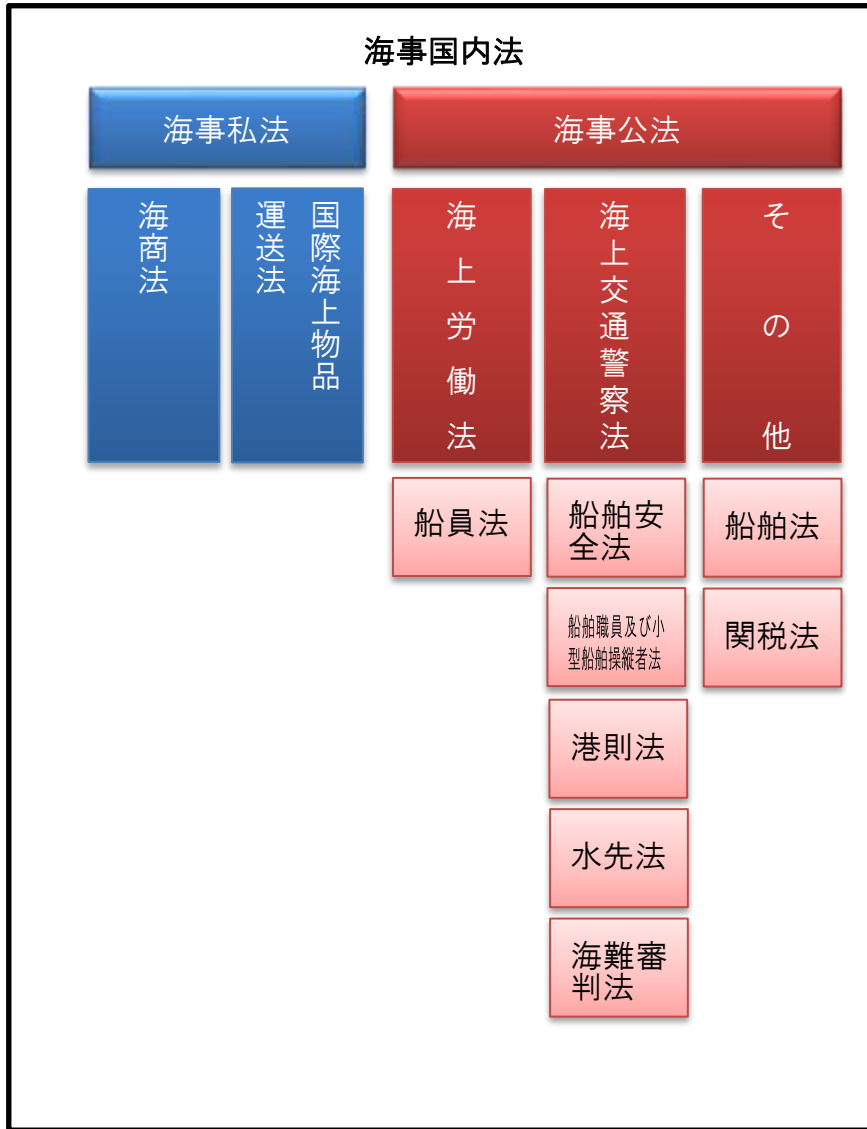 海事国内法
海事私法
海事公法
海商法
国際海上物品
運送法
海上労働法
海上交通警察法
その他
船員法
船舶安
全法
船舶法
船舶職員及び小
型船舶操縦者法
関税法
港則法
水先法
海難審
判法